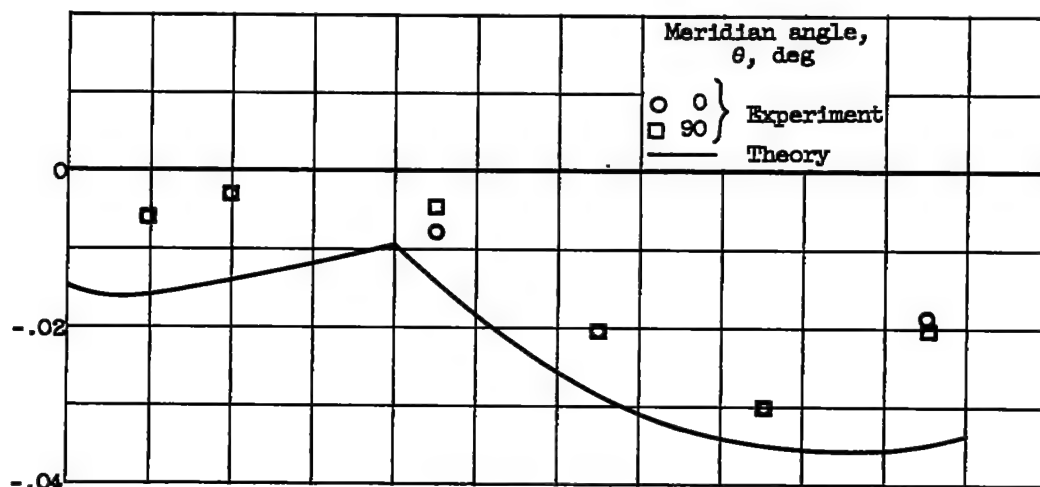 Meridian angle,
θ, deg
0
90
Experiment
Theory
0
-.02
-.04